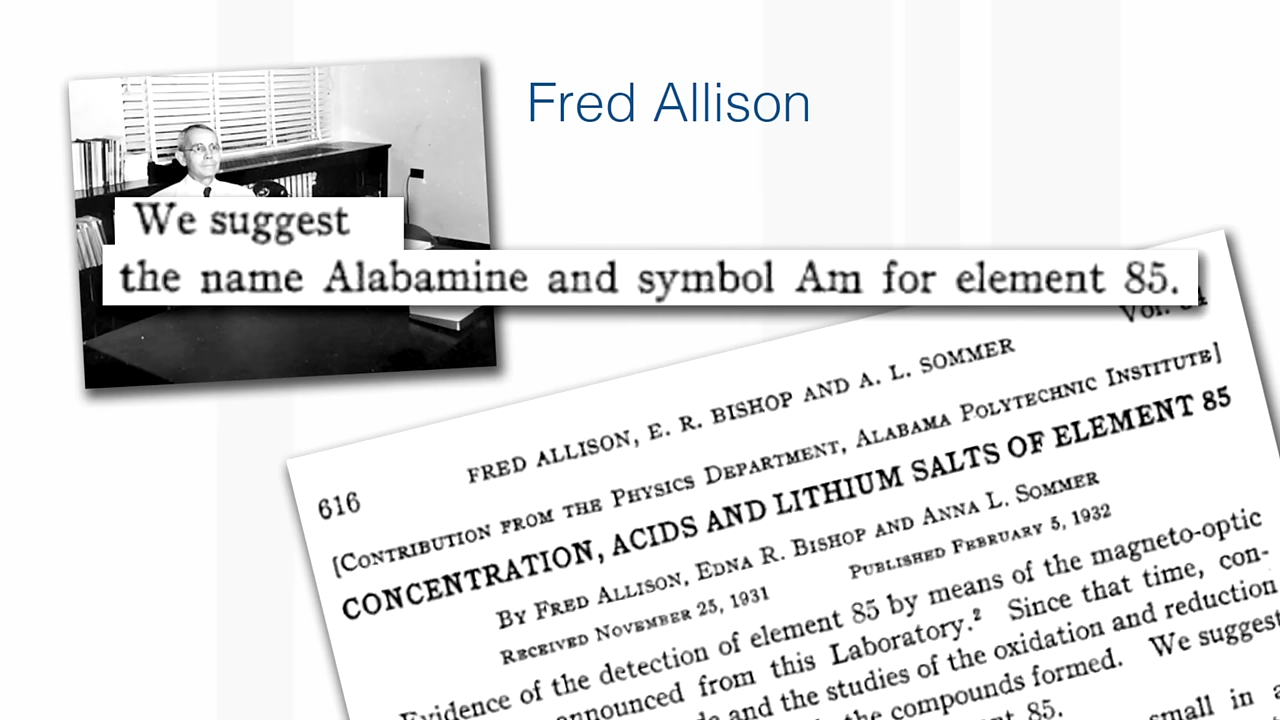 Fred Allison
We suggest
the name Alabamine and symbol Am for element 85.
Vol.
616
FRED ALLISON, E. R. BISHOP AND A. L. SOMMER
[CONTRIBUTION FROM THE PHYSICS DEPARTMENT, ALABAMA POLYTECHNIC INSTITUTE]
CONCENTRATION, ACIDS AND LITHIUM SALTS OF ELEMENT 85
BY FRED ALLISON, EDNA R. BISHOP AND ANNA L. SOMMER
RECEIVED NOVEMBER 25, 1931 PUBLISHED FEBRUARY 5, 1932
Evidence of the detection of element 85 by means of the magneto-optic
announced from this Laboratory.² Since that time, con-
and the studies of the oxidation and reduction
the compounds formed. We suggest
85.
small in